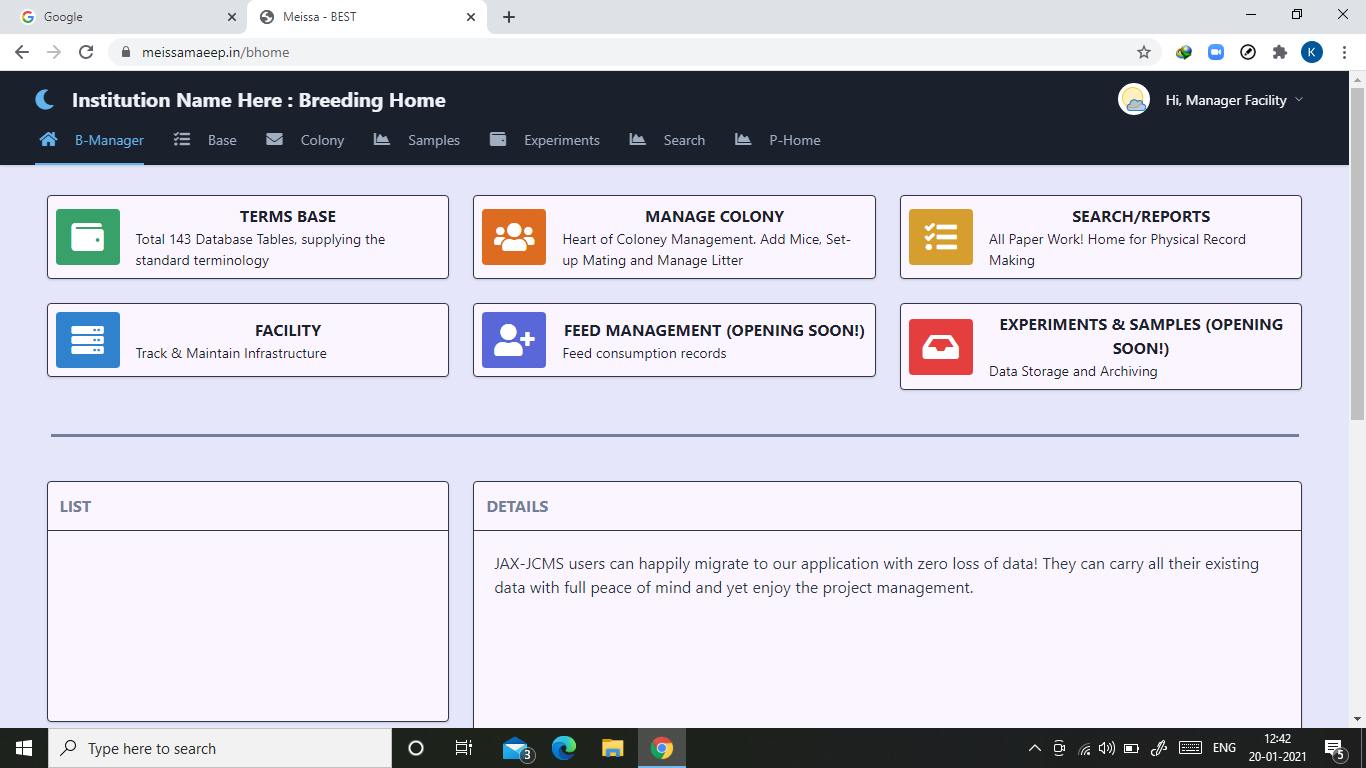 Google
Meissa - BEST
meissamaeep.in/bhome
K
Institution Name Here : Breeding Home
Hi, Manager Facility
B-Manager
Base
Colony
Samples
Experiments
Search
P-Home
TERMS BASE
Total 143 Database Tables, supplying the
standard terminology
MANAGE COLONY
Heart of Coloney Management. Add Mice, Set-
up Mating and Manage Litter
SEARCH/REPORTS
All Paper Work! Home for Physical Record
Making
FACILITY
Track & Maintain Infrastructure
FEED MANAGEMENT (OPENING SOON!)
Feed consumption records
EXPERIMENTS & SAMPLES (OPENING
SOON!)
Data Storage and Archiving
LIST
DETAILS
JAX-JCMS users can happily migrate to our application with zero loss of data! They can carry all their existing
data with full peace of mind and yet enjoy the project management.
Type here to search
3
ENG
12:42
20-01-2021
5